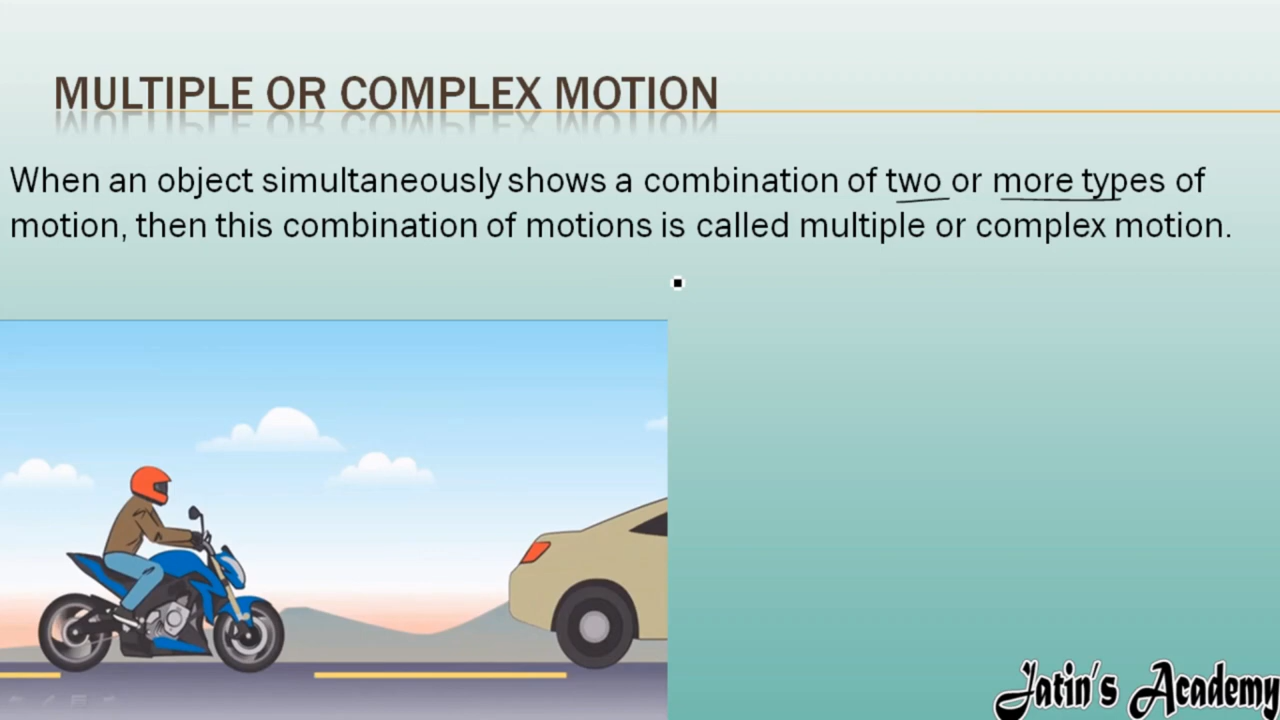 MULTIPLE OR COMPLEX MOTION
When an object simultaneously shows a combination of two or more types of
motion, then this combination of motions is called multiple or complex motion.
Jatin's Academy